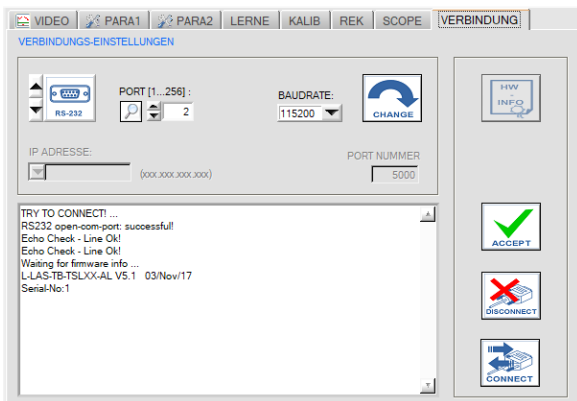 VIDEO PARA1 PARA2 LERNE KALIB REK SCOPE VERBINDUNG
VERBINDUNGS-EINSTELLUNGEN
RS-232
PORT [1...256] :
2
BAUDRATE:
115200
CHANGE
HW
-
INFO
IP ADRESSE:
(xxx.xxx.xxx.xxx)
PORT NUMMER
5000
TRY TO CONNECT! ...
RS232 open-com-port: successful!
Echo Check - Line Ok!
Echo Check - Line Ok!
Waiting for firmware info ...
L-LAS-TB-TSLXX-AL V5.1 03/Nov/17
Serial-No:1
ACCEPT
DISCONNECT
CONNECT